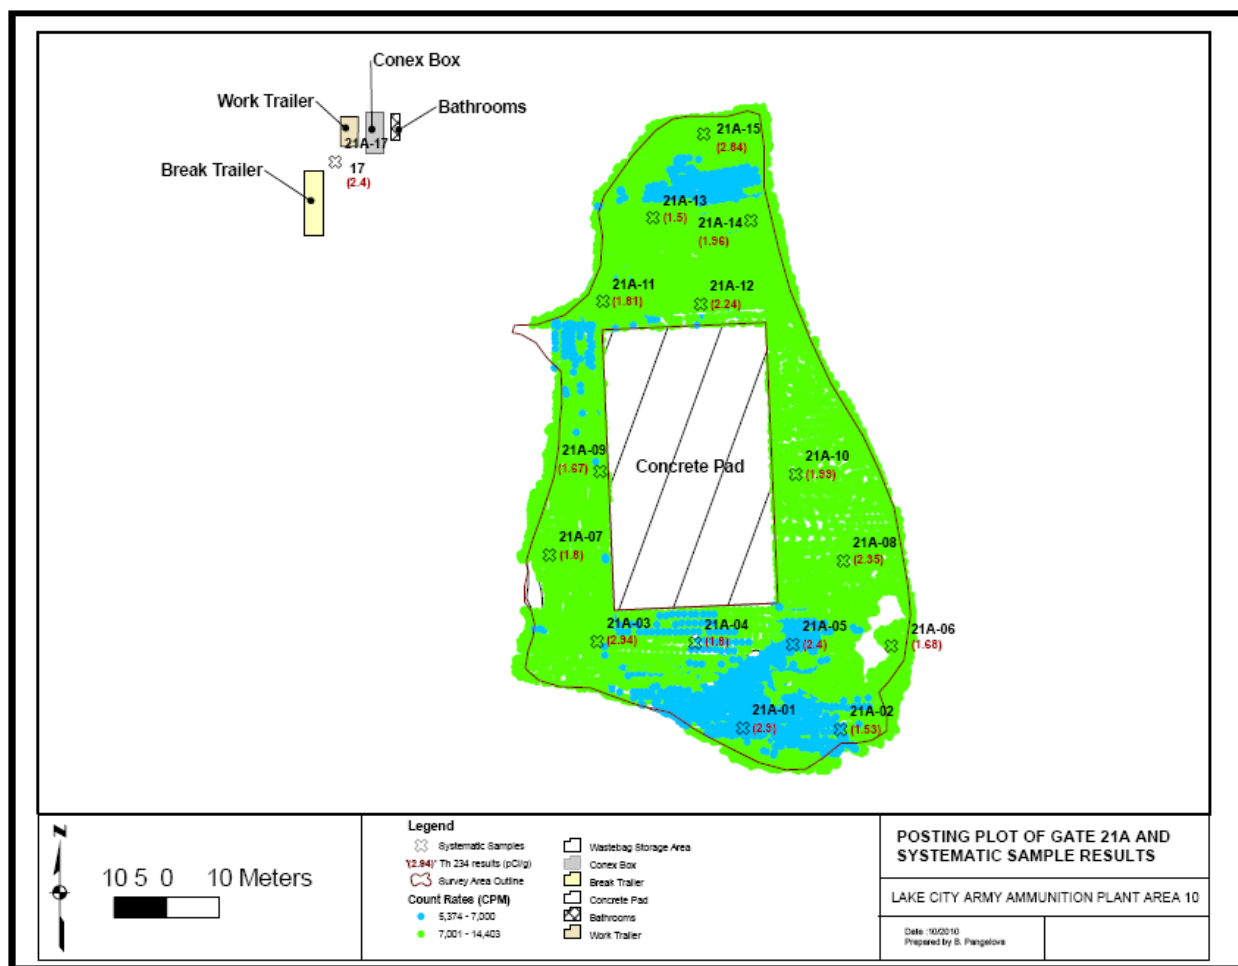 Conex Box
Work Trailer
Bathrooms
21A-17
17
(2.4)
Break Trailer
21A-15
(2.84)
21A-13
(1.5)
21A-14
(1.96)
21A-11
(1.81)
21A-12
(2.24)
21A-09
(1.67)
Concrete Pad
21A-10
(1.99)
21A-07
(1.8)
21A-08
(2.35)
21A-03
(2.94)
21A-04
(1.8)
21A-05
(2.4)
21A-06
(1.68)
21A-01
(2.9)
21A-02
(1.53)
N
10 5 0 10 Meters
Legend
Systematic Samples
"(2.94)" Th 234 results (pCi/g)
Survey Area Outline
Count Rates (CPM)
5,374 - 7,000
7,001 - 14,403
Wastebag Storage Area
Conex Box
Break Trailer
Concrete Pad
Bathrooms
Work Trailer
POSTING PLOT OF GATE 21A AND
SYSTEMATIC SAMPLE RESULTS
LAKE CITY ARMY AMMUNITION PLANT AREA 10
Date :10/2010
Prepared by B. Pangelova